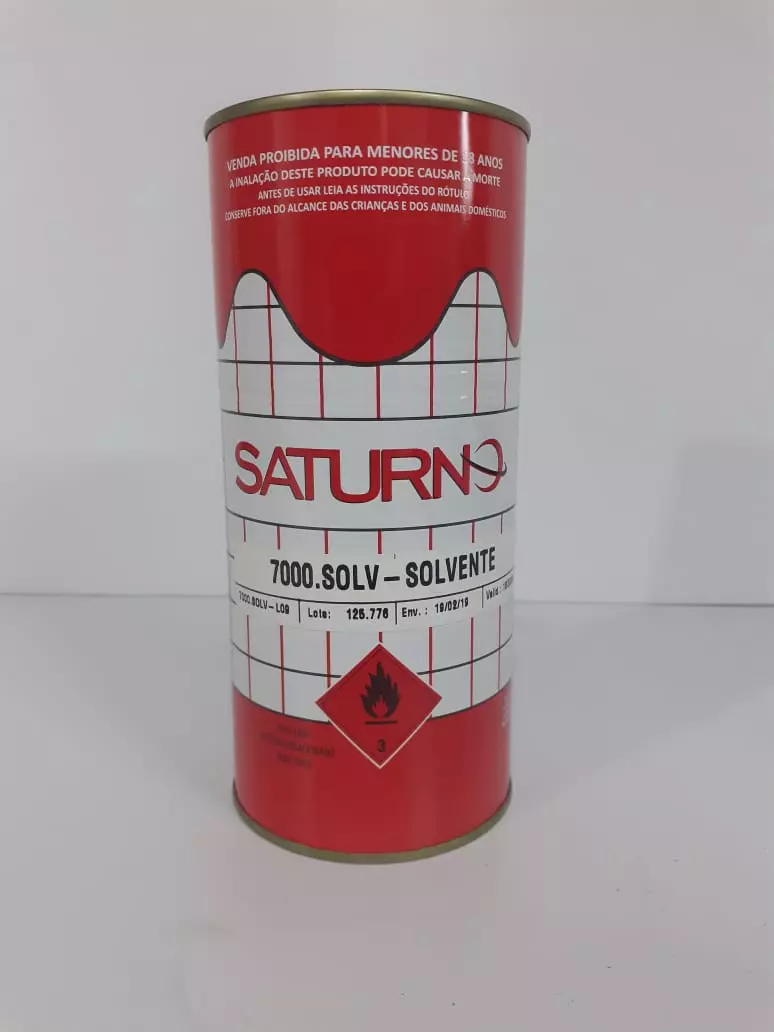 VENDA PROIBIDA PARA MENORES DE 18 ANOS
A INALAÇÃO DESTE PRODUTO PODE CAUSAR A MORTE
ANTES DE USAR LEIA AS INSTRUÇÕES DO RÓTULO
CONSERVE FORA DO ALCANCE DAS CRIANÇAS E DOS ANIMAIS DOMÉSTICOS
SATURNO
7000.SOLV-SOLVENTE
7000.SOLV-L09 Lote: 125.776 Env.: 19/02/19 Valid:
3